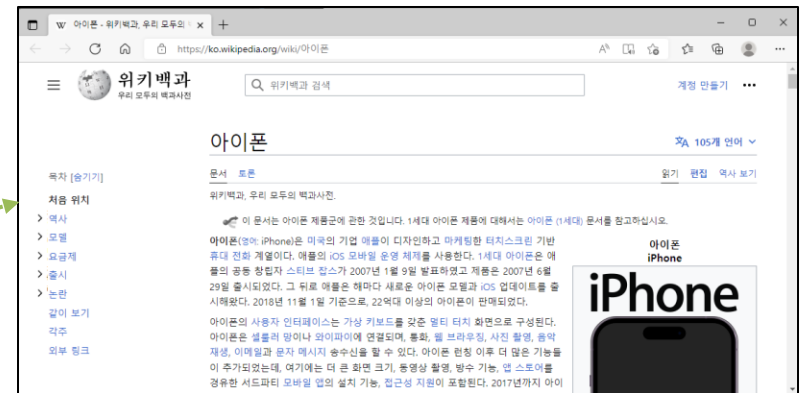 아이폰 - 위키백과, 우리 모두의
https://ko.wikipedia.org/wiki/아이폰
위키백과
우리 모두의 백과사전
위키백과 검색
계정 만들기
아이폰
105개 언어
목차 [숨기기]
처음 위치
역사
모델
요금제
출시
논란
같이 보기
각주
외부 링크
문서 토론
읽기 편집 역사 보기
위키백과, 우리 모두의 백과사전.
이 문서는 아이폰 제품군에 관한 것입니다. 1세대 아이폰 제품에 대해서는 아이폰 (1세대) 문서를 참고하십시오.
아이폰(영어: iPhone)은 미국의 기업 애플이 디자인하고 마케팅한 터치스크린 기반
휴대 전화 계열이다. 애플의 iOS 모바일 운영 체제를 사용한다. 1세대 아이폰은 애
플의 공동 창립자 스티브 잡스가 2007년 1월 9일 발표하였고 제품은 2007년 6월
29일 출시되었다. 그 뒤로 애플은 해마다 새로운 아이폰 모델과 iOS 업데이트를 출
시해왔다. 2018년 11월 1일 기준으로, 22억대 이상의 아이폰이 판매되었다.
아이폰의 사용자 인터페이스는 가상 키보드를 갖춘 멀티 터치 화면으로 구성된다.
아이폰은 셀룰러 망이나 와이파이에 연결되며, 통화, 웹 브라우징, 사진 촬영, 음악
재생, 이메일과 문자 메시지 송수신을 할 수 있다. 아이폰 런칭 이후 더 많은 기능들
이 추가되었는데, 여기에는 더 큰 화면 크기, 동영상 촬영, 방수 기능, 앱 스토어를
경유한 서드파티 모바일 앱의 설치 기능, 접근성 지원이 포함된다. 2017년까지 아이
아이폰
iPhone
iPhone